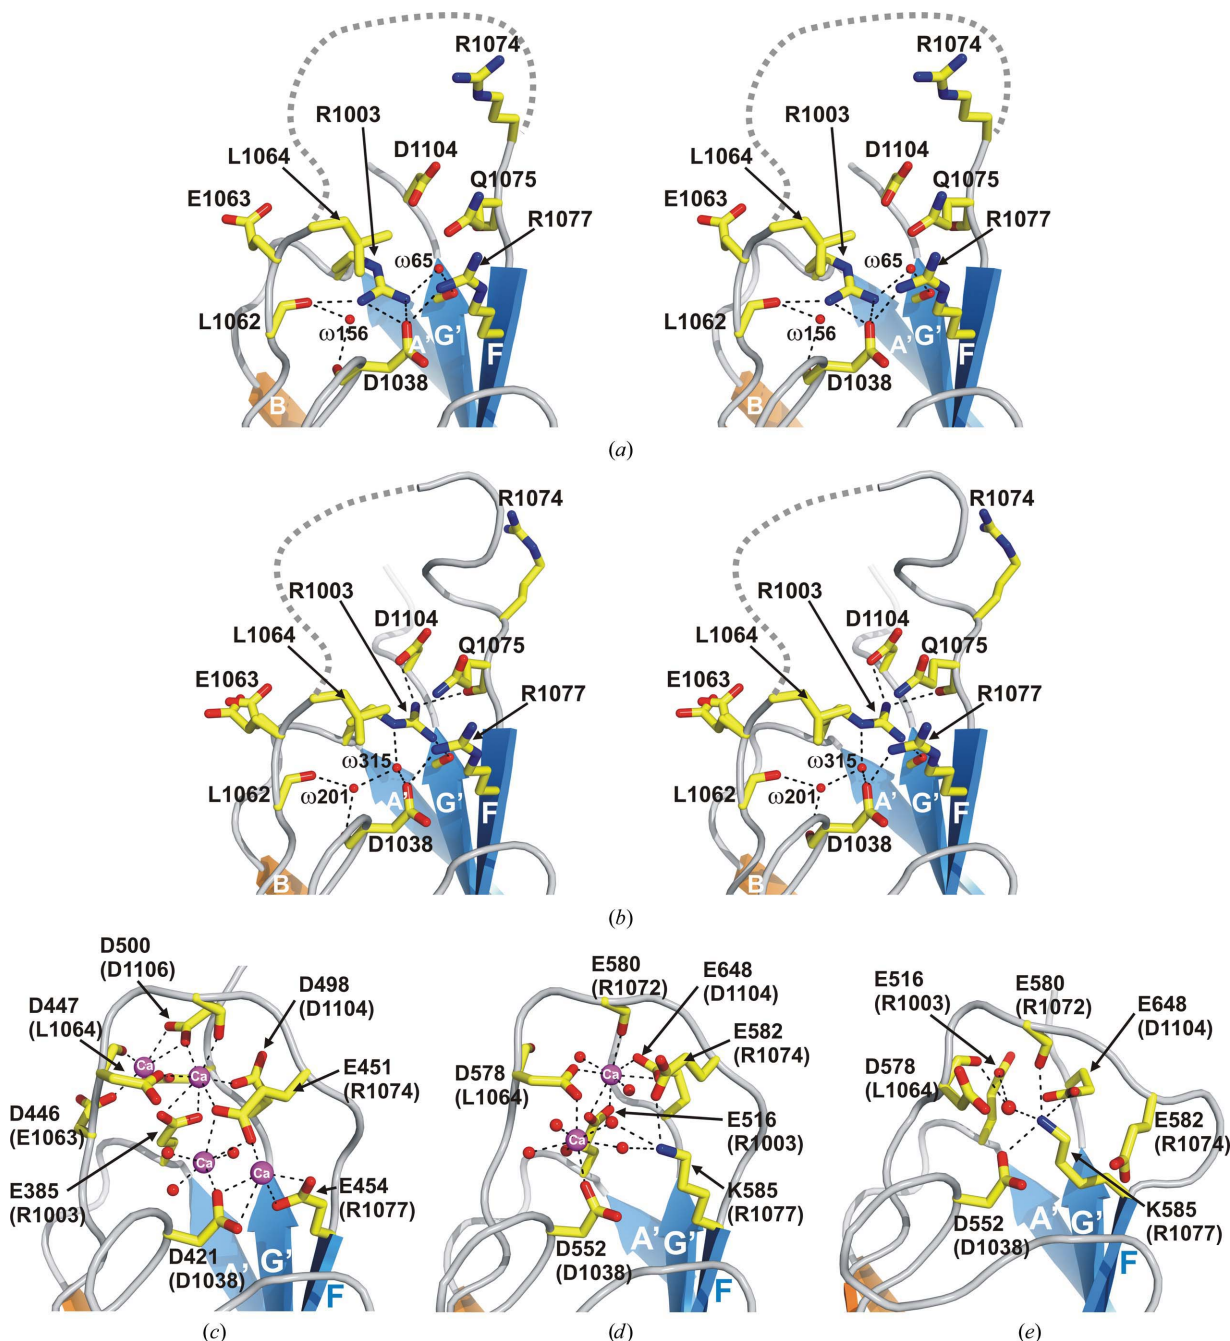 R1074
R1003
D1104
L1064
Q1075
E1063
R1077
ω65
L1062
ω156
A'
G'
F
D1038
B
R1074
R1003
D1104
L1064
Q1075
E1063
R1077
ω65
L1062
ω156
A'
G'
F
D1038
B
(a)
R1074
R1003
D1104
L1064
Q1075
E1063
R1077
ω315
L1062
ω201
A'
G'
F
D1038
B
R1074
R1003
D1104
L1064
Q1075
E1063
R1077
ω315
L1062
ω201
A'
G'
F
D1038
B
(b)
D500
(D1106)
D498
(D1104)
D447
(L1064)
Ca
Ca
E451
(R1074)
D446
(E1063)
Ca
Ca
E385
(R1003)
E454
(R1077)
D421
(D1038)
A'
G'
F
(c)
E580
(R1072)
E648
(D1104)
E582
(R1074)
Ca
D578
(L1064)
E516
(R1003)
Ca
K585
(R1077)
D552
(D1038)
A'
G'
F
(d)
E516
(R1003)
E580
(R1072)
E648
(D1104)
D578
(L1064)
E582
(R1074)
K585
(R1077)
D552
(D1038)
A'
G'
F
(e)